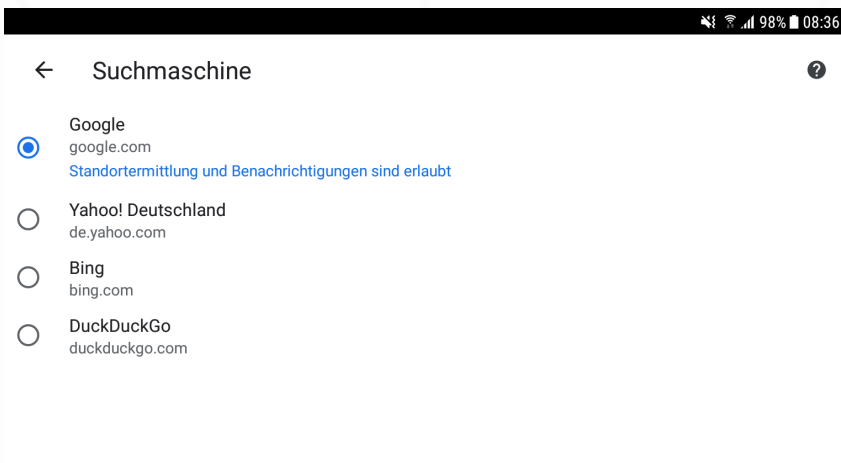 98% 08:36
Suchmaschine
Google
google.com
Standortermittlung und Benachrichtigungen sind erlaubt
Yahoo! Deutschland
de.yahoo.com
Bing
bing.com
DuckDuckGo
duckduckgo.com